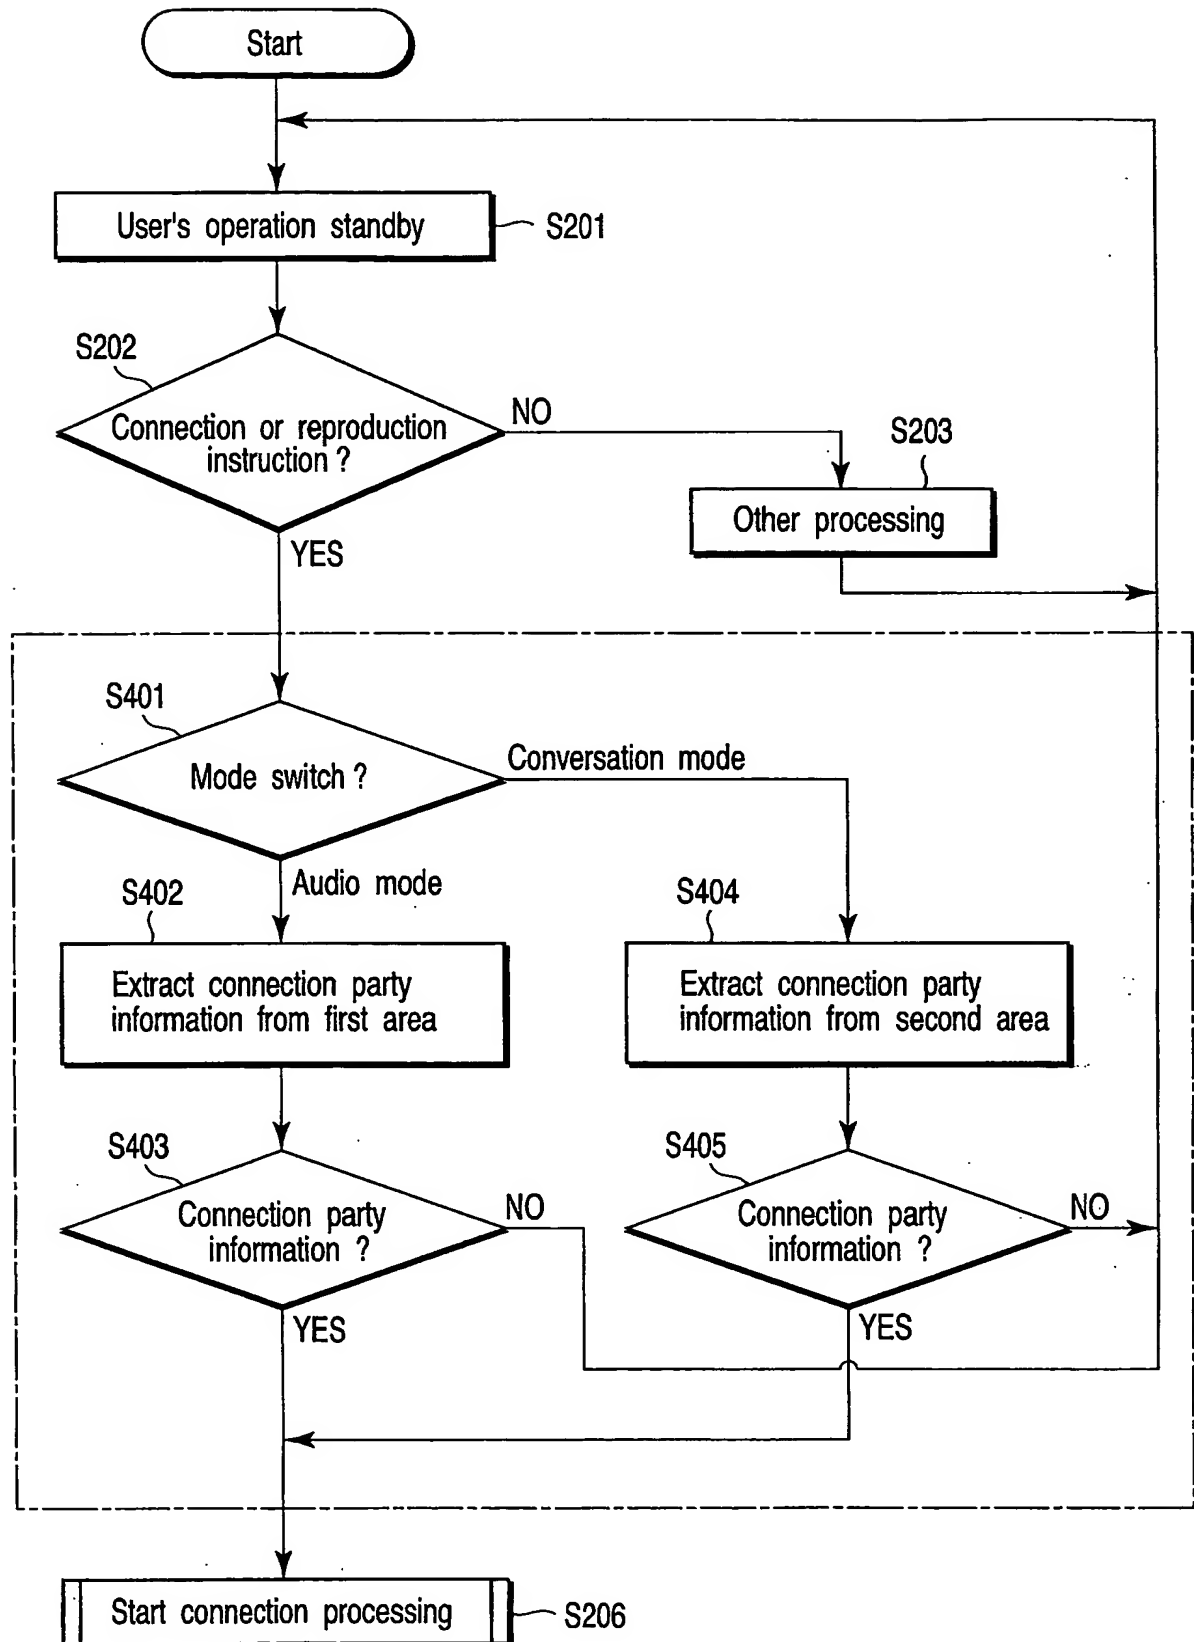 Start
User's operation standby
S201
S202
Connection or reproduction
instruction ?
NO
S203
Other processing
YES
S401
Mode switch ?
Conversation mode
Audio mode
S402
S404
Extract connection party
information from first area
Extract connection party
information from second area
S403
S405
Connection party
information ?
NO
Connection party
information ?
NO
YES
YES
Start connection processing
S206